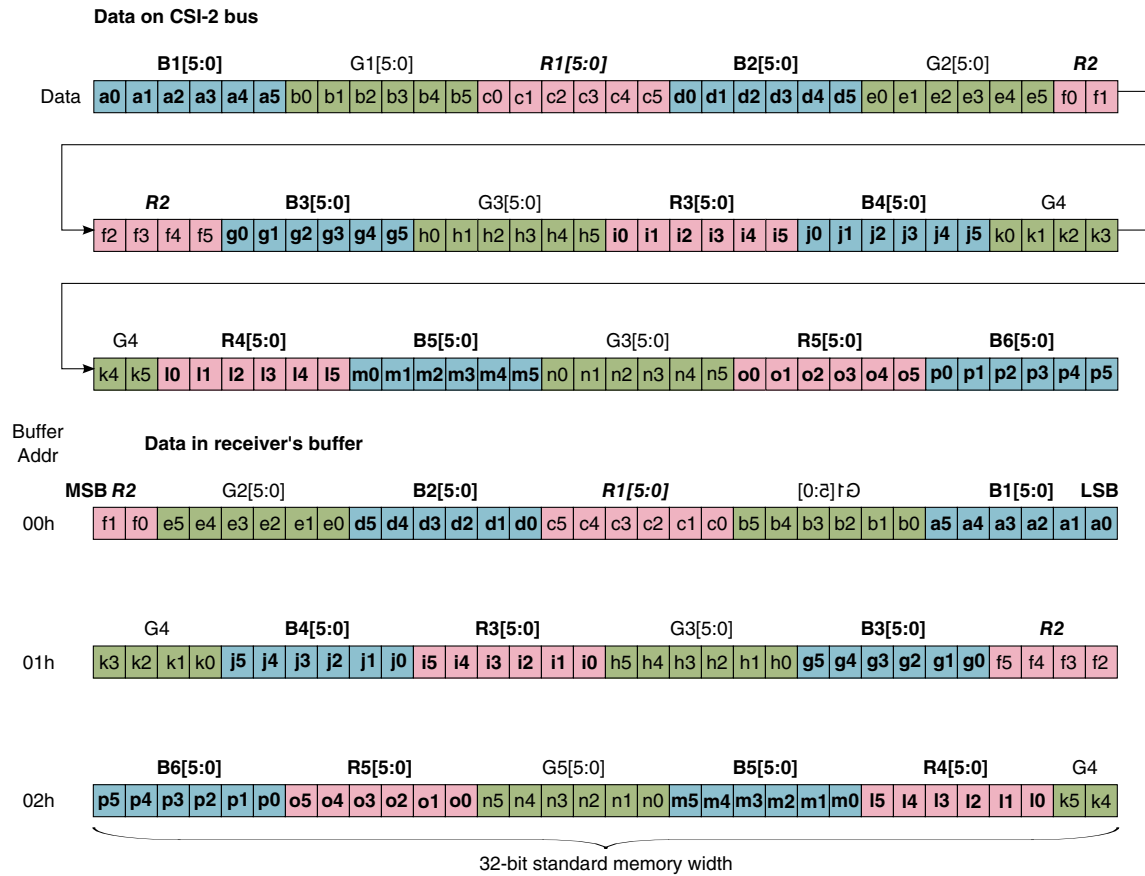 Data on CSI-2 bus
B1[5:0] G1[5:0] R1[5:0] B2[5:0] G2[5:0] R2
Data a0 a1 a2 a3 a4 a5 b0 b1 b2 b3 b4 b5 c0 c1 c2 c3 c4 c5 d0 d1 d2 d3 d4 d5 e0 e1 e2 e3 e4 e5 f0 f1
R2 B3[5:0] G3[5:0] R3[5:0] B4[5:0] G4
f2 f3 f4 f5 g0 g1 g2 g3 g4 g5 h0 h1 h2 h3 h4 h5 i0 i1 i2 i3 i4 i5 j0 j1 j2 j3 j4 j5 k0 k1 k2 k3
G4 R4[5:0] B5[5:0] G3[5:0] R5[5:0] B6[5:0]
k4 k5 l0 l1 l2 l3 l4 l5 m0 m1 m2 m3 m4 m5 n0 n1 n2 n3 n4 n5 o0 o1 o2 o3 o4 o5 p0 p1 p2 p3 p4 p5
Buffer
Addr
Data in receiver's buffer
MSB R2 G2[5:0] B2[5:0] R1[5:0] G1[5:0] B1[5:0] LSB
00h f1 f0 e5 e4 e3 e2 e1 e0 d5 d4 d3 d2 d1 d0 c5 c4 c3 c2 c1 c0 b5 b4 b3 b2 b1 b0 a5 a4 a3 a2 a1 a0
G4 B4[5:0] R3[5:0] G3[5:0] B3[5:0] R2
01h k3 k2 k1 k0 j5 j4 j3 j2 j1 j0 i5 i4 i3 i2 i1 i0 h5 h4 h3 h2 h1 h0 g5 g4 g3 g2 g1 g0 f5 f4 f3 f2
B6[5:0] R5[5:0] G5[5:0] B5[5:0] R4[5:0] G4
02h p5 p4 p3 p2 p1 p0 o5 o4 o3 o2 o1 o0 n5 n4 n3 n2 n1 n0 m5 m4 m3 m2 m1 m0 l5 l4 l3 l2 l1 l0 k5 k4
32-bit standard memory width